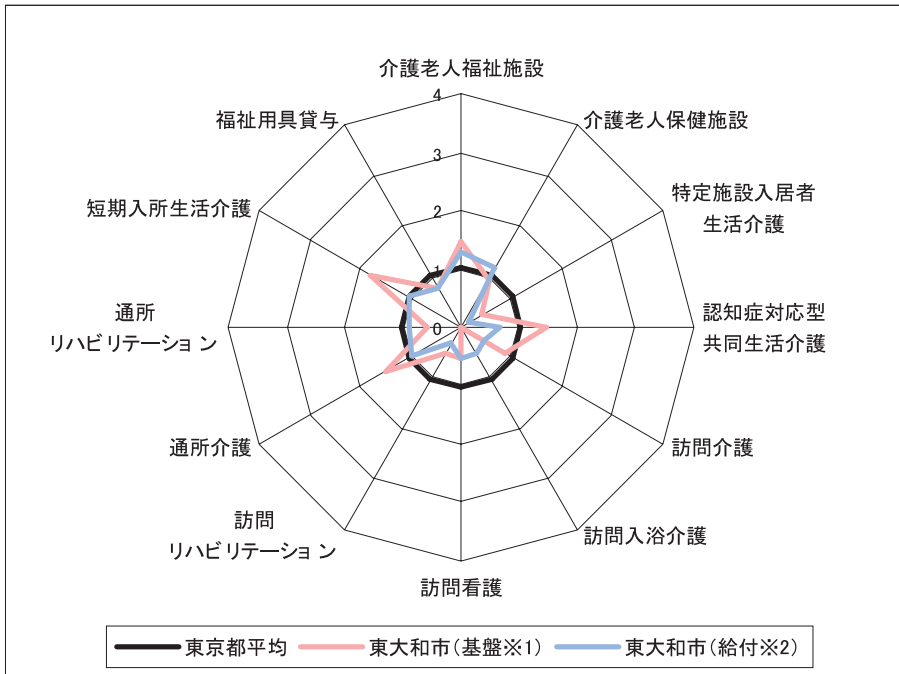 介護老人福祉施設
介護老人保健施設
特定施設入居者
生活介護
認知症対応型
共同生活介護
訪問介護
訪問入浴介護
訪問看護
訪問
リハビリテーション
通所介護
通所
リハビリテーション
短期入所生活介護
福祉用具貸与
4
3
2
1
0
東京都平均 東大和市(基盤※1) 東大和市(給付※2)